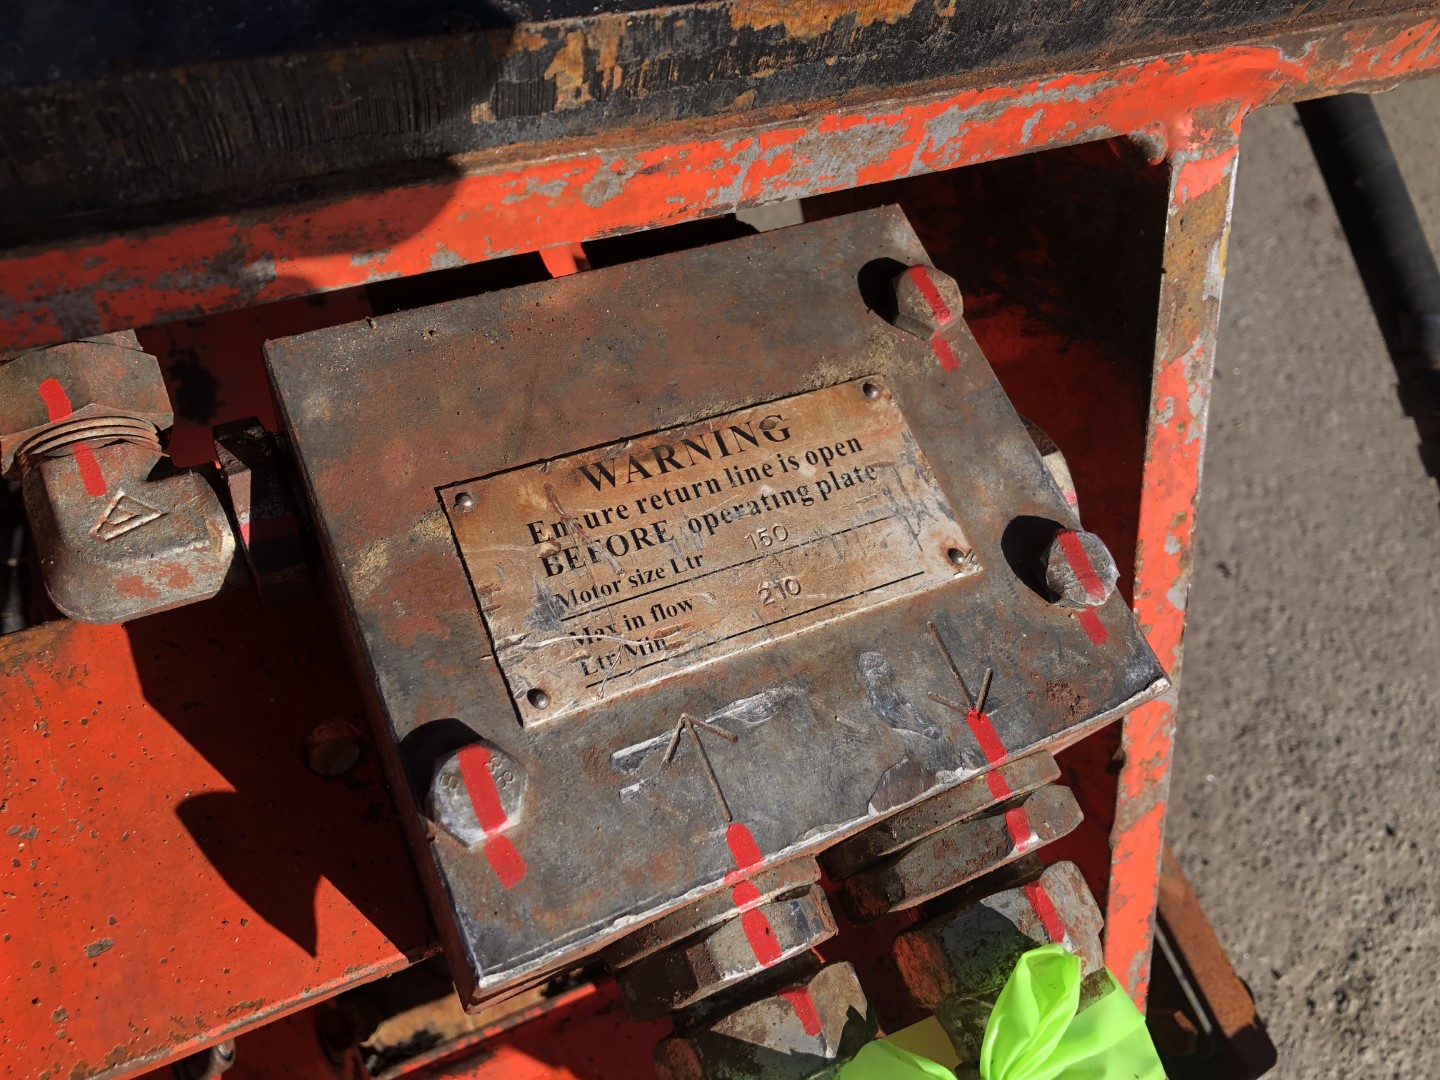 WARNING
Ensure return line is open
BEFORE operating plate
Motor size Ltr 150
Max in flow 210
Ltr/Min